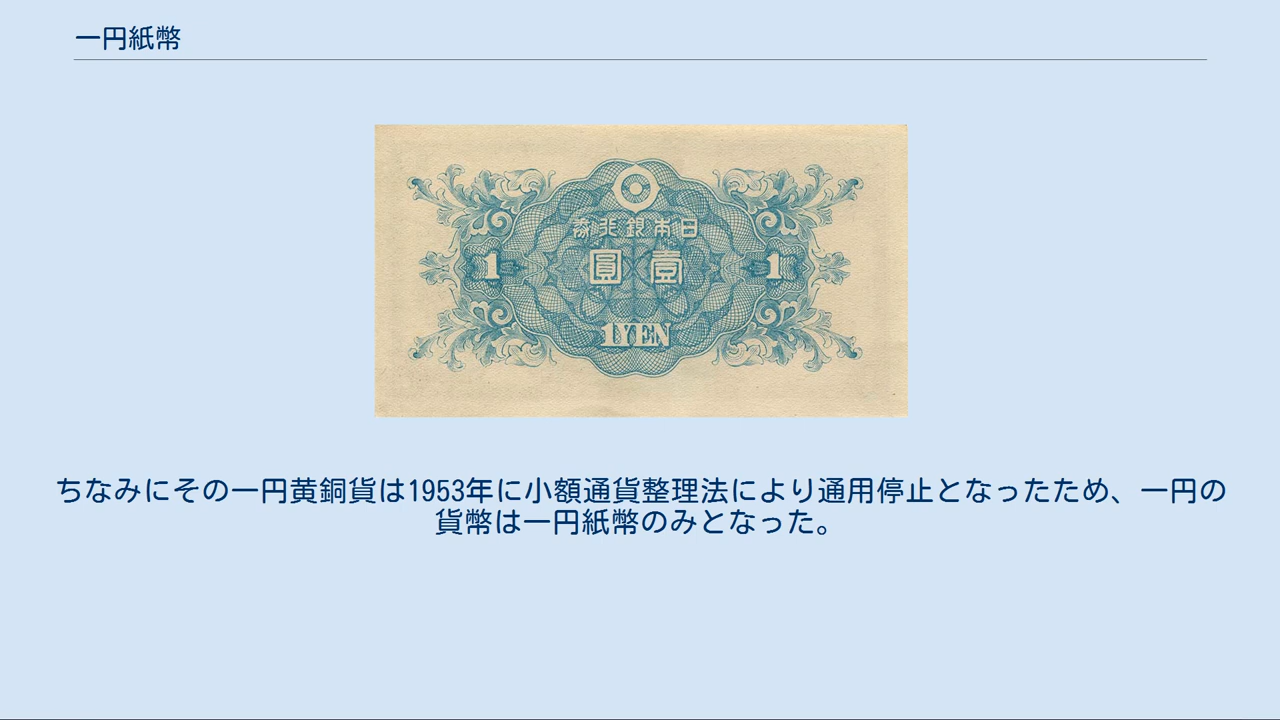 一円紙幣
券行銀本日
1 圓壹 1
1YEN
ちなみにその一円黄銅貨は1953年に小額通貨整理法により通用停止となったため、一円の
貨幣は一円紙幣のみとなった。